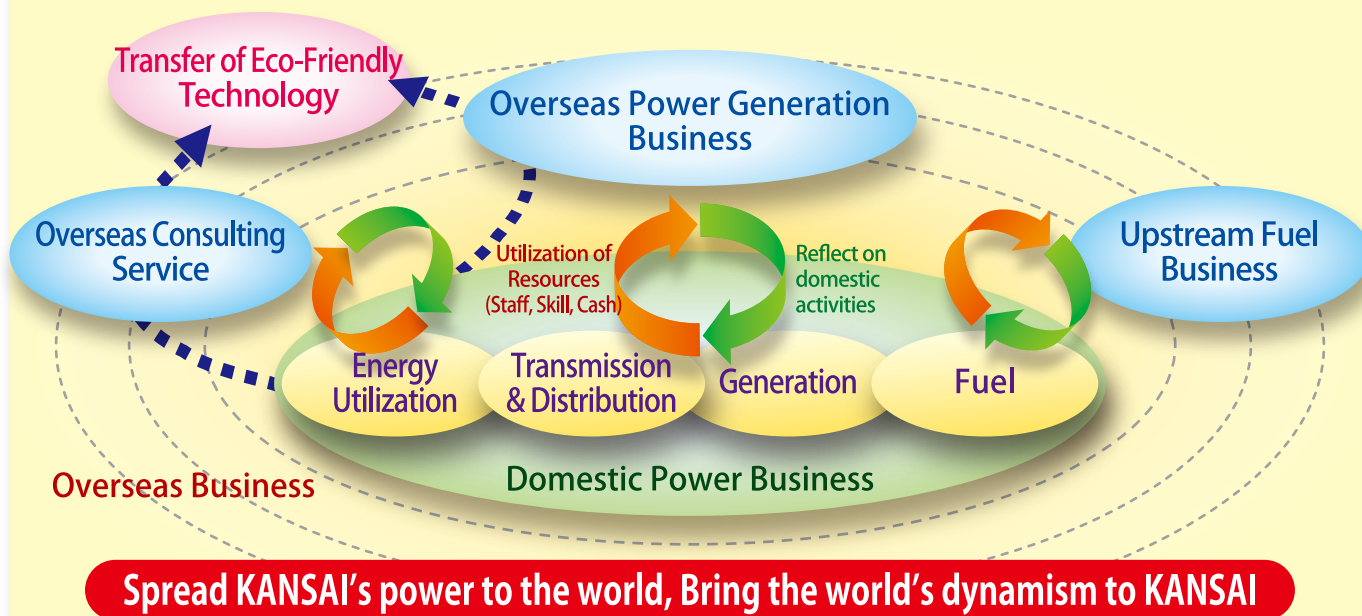 Transfer of Eco-Friendly
Technology
Overseas Power Generation
Business
Overseas Consulting
Service
Upstream Fuel
Business
Utilization of
Resources
(Staff, Skill, Cash)
Reflect on
domestic
activities
Energy
Utilization
Transmission
& Distribution
Generation
Fuel
Overseas Business
Domestic Power Business
Spread KANSAI's power to the world, Bring the world's dynamism to KANSAI